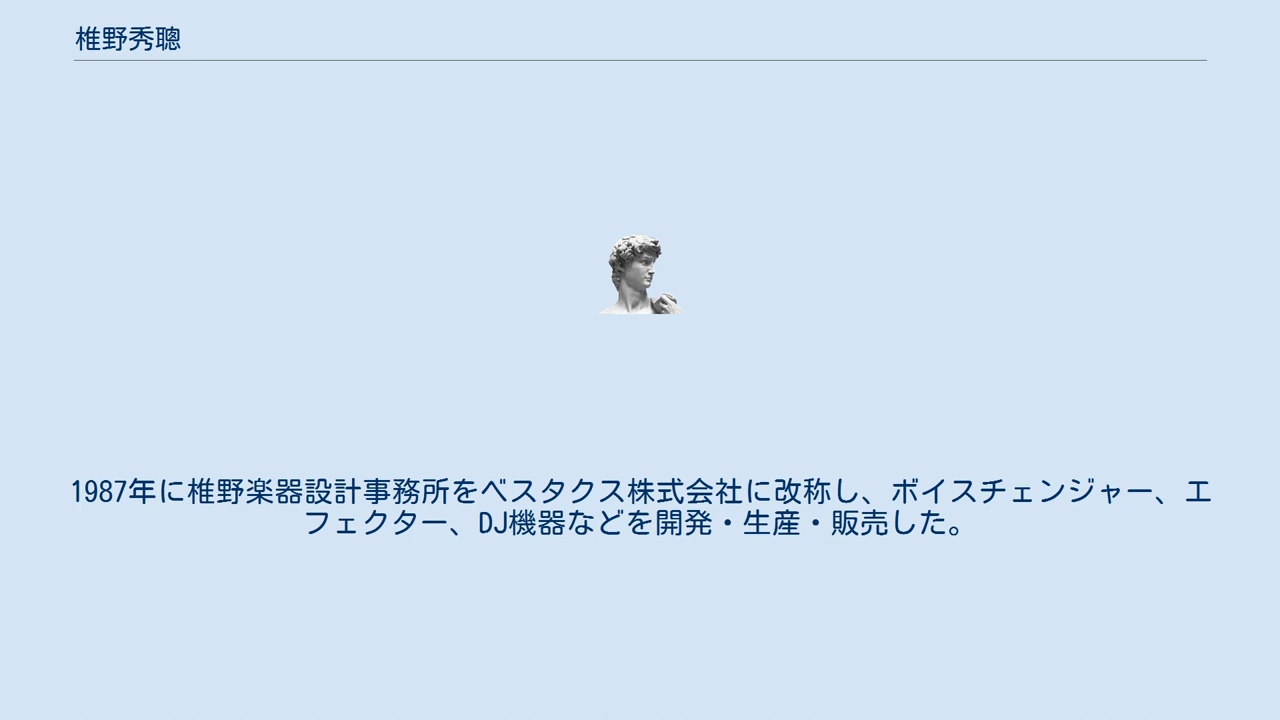 椎野秀聰
1987年に椎野楽器設計事務所をベスタクス株式会社に改称し、ボイスチェンジャー、エ
フェクター、DJ機器などを開発・生産・販売した。